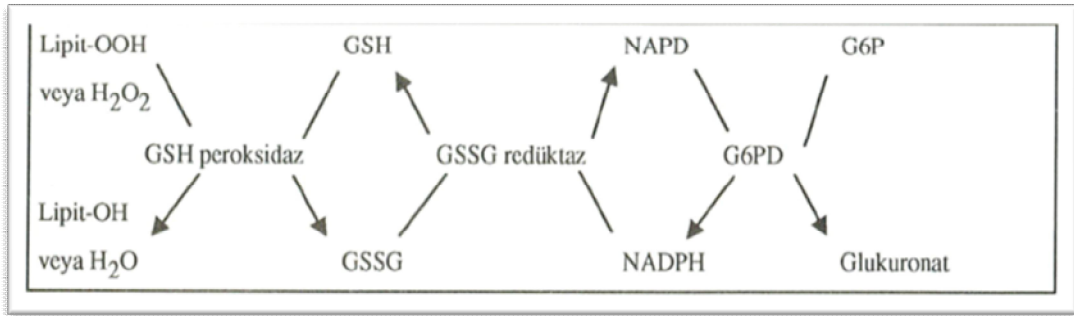 Lipit-OOH GSH NAPD G6P
veya H₂O₂
GSH peroksidaz GSSG redüktaz G6PD
Lipit-OH
veya H₂O GSSG NADPH Glukuronat